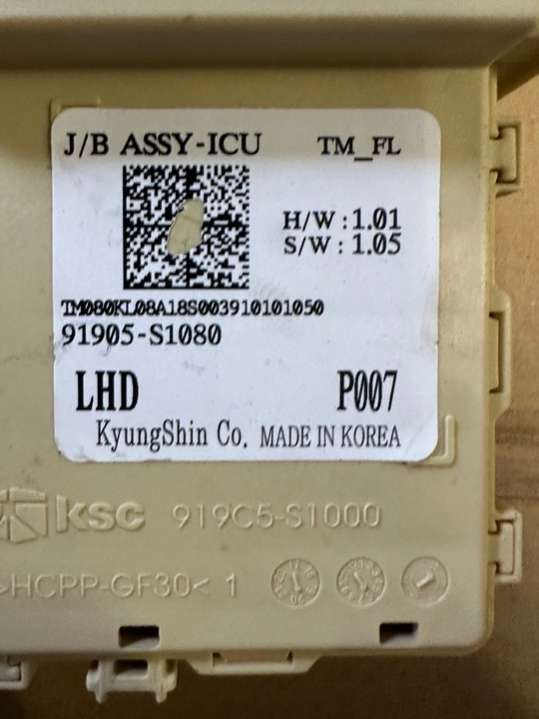 J/B ASSY-ICU TM_FL
H/W : 1.01
S/W : 1.05
TM080KL08A18S003910101050
91905-S1080
LHD P007
KyungShin Co. MADE IN KOREA
KSC 919C5-S1000
>HCPP-GF30< 1